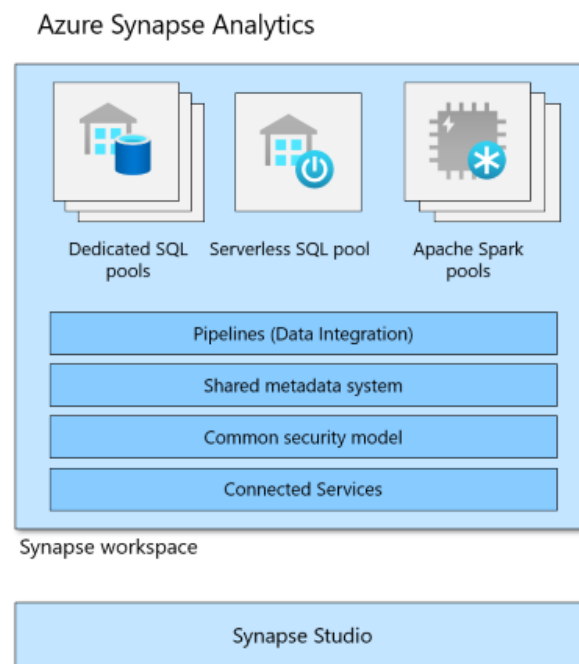 Azure Synapse Analytics
Dedicated SQL
pools
Serverless SQL pool
Apache Spark
pools
Pipelines (Data Integration)
Shared metadata system
Common security model
Connected Services
Synapse workspace
Synapse Studio